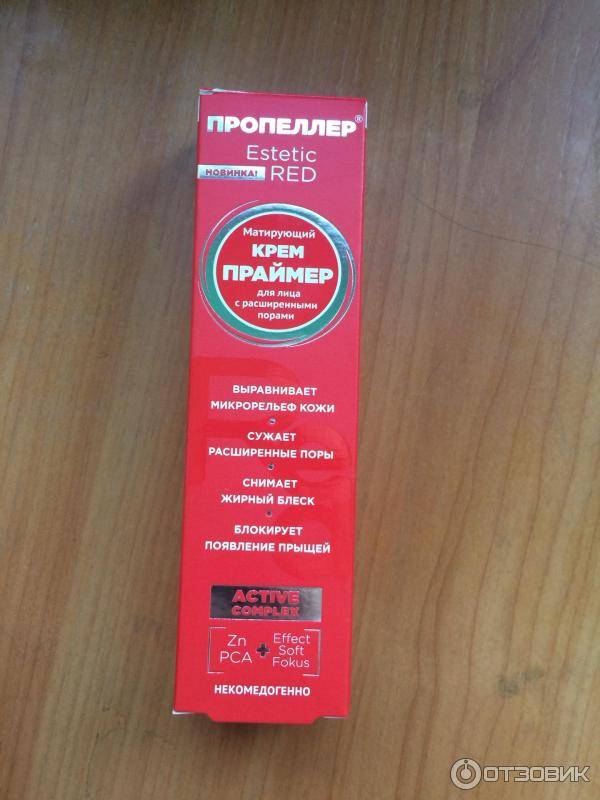 ПРОПЕЛЛЕР®
Estetic
НОВИНКА! RED
Матирующий
КРЕМ
ПРАЙМЕР
для лица
с расширенными
порами
ВЫРАВНИВАЕТ
МИКРОРЕЛЬЕФ КОЖИ
СУЖАЕТ
РАСШИРЕННЫЕ ПОРЫ
СНИМАЕТ
ЖИРНЫЙ БЛЕСК
БЛОКИРУЕТ
ПОЯВЛЕНИЕ ПРЫЩЕЙ
ACTIVE
COMPLEX
Zn
PCA
+
Effect
Soft
Fokus
НЕКОМЕДОГЕННО
ОТЗОВИК